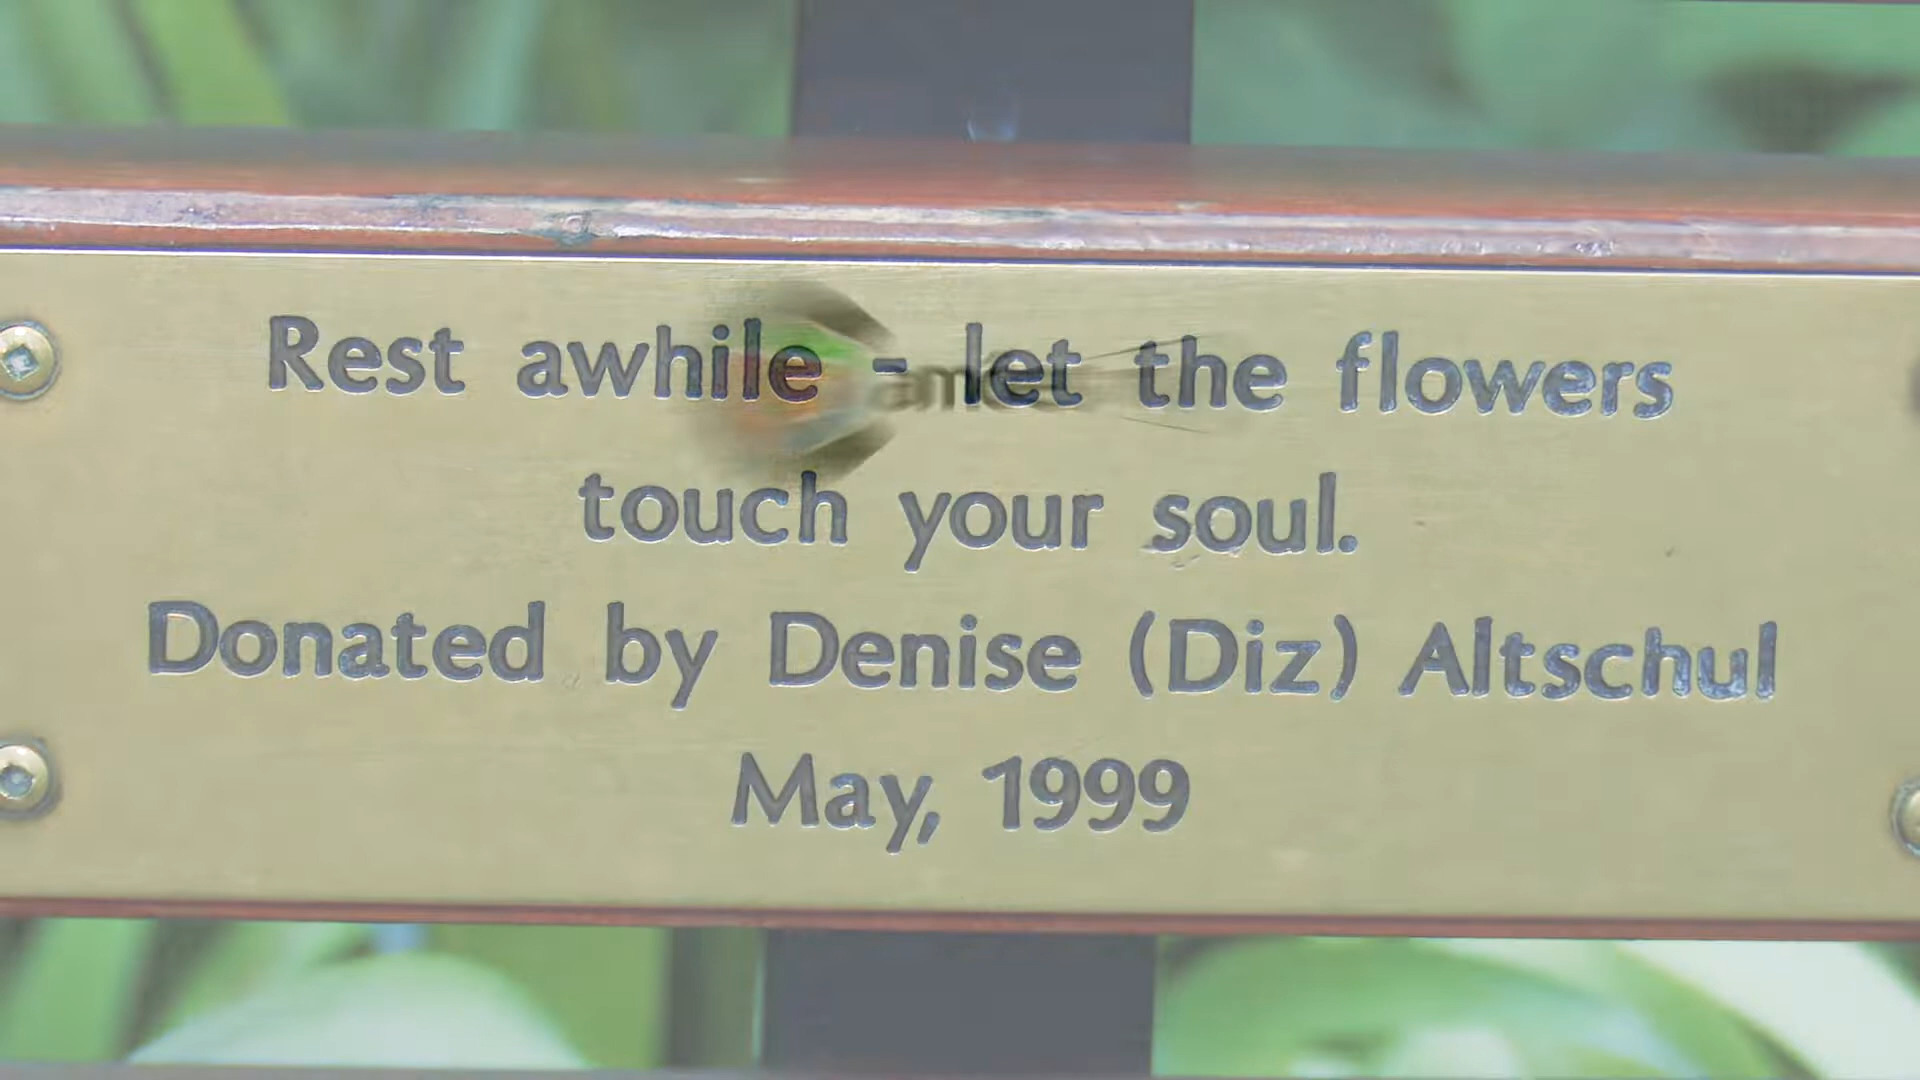 Rest awhile - let the flowers
touch your soul.
Donated by Denise (Diz) Altschul
May, 1999